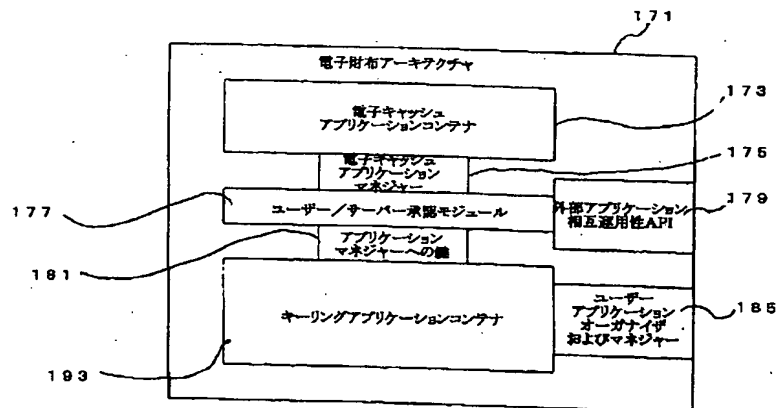 171
電子財布アーキテクチャ
173
電子キャッシュ
アプリケーションコンテナ
175
電子キャッシュ
アプリケーション
マネジャー
177
ユーザー/サーバー承認モジュール
外部アプリケーション
相互運用性API
179
181
アプリケーション
マネジャーへの鍵
キーリングアプリケーションコンテナ
ユーザー
アプリケーション
オーガナイザ
およびマネジャー
185
193